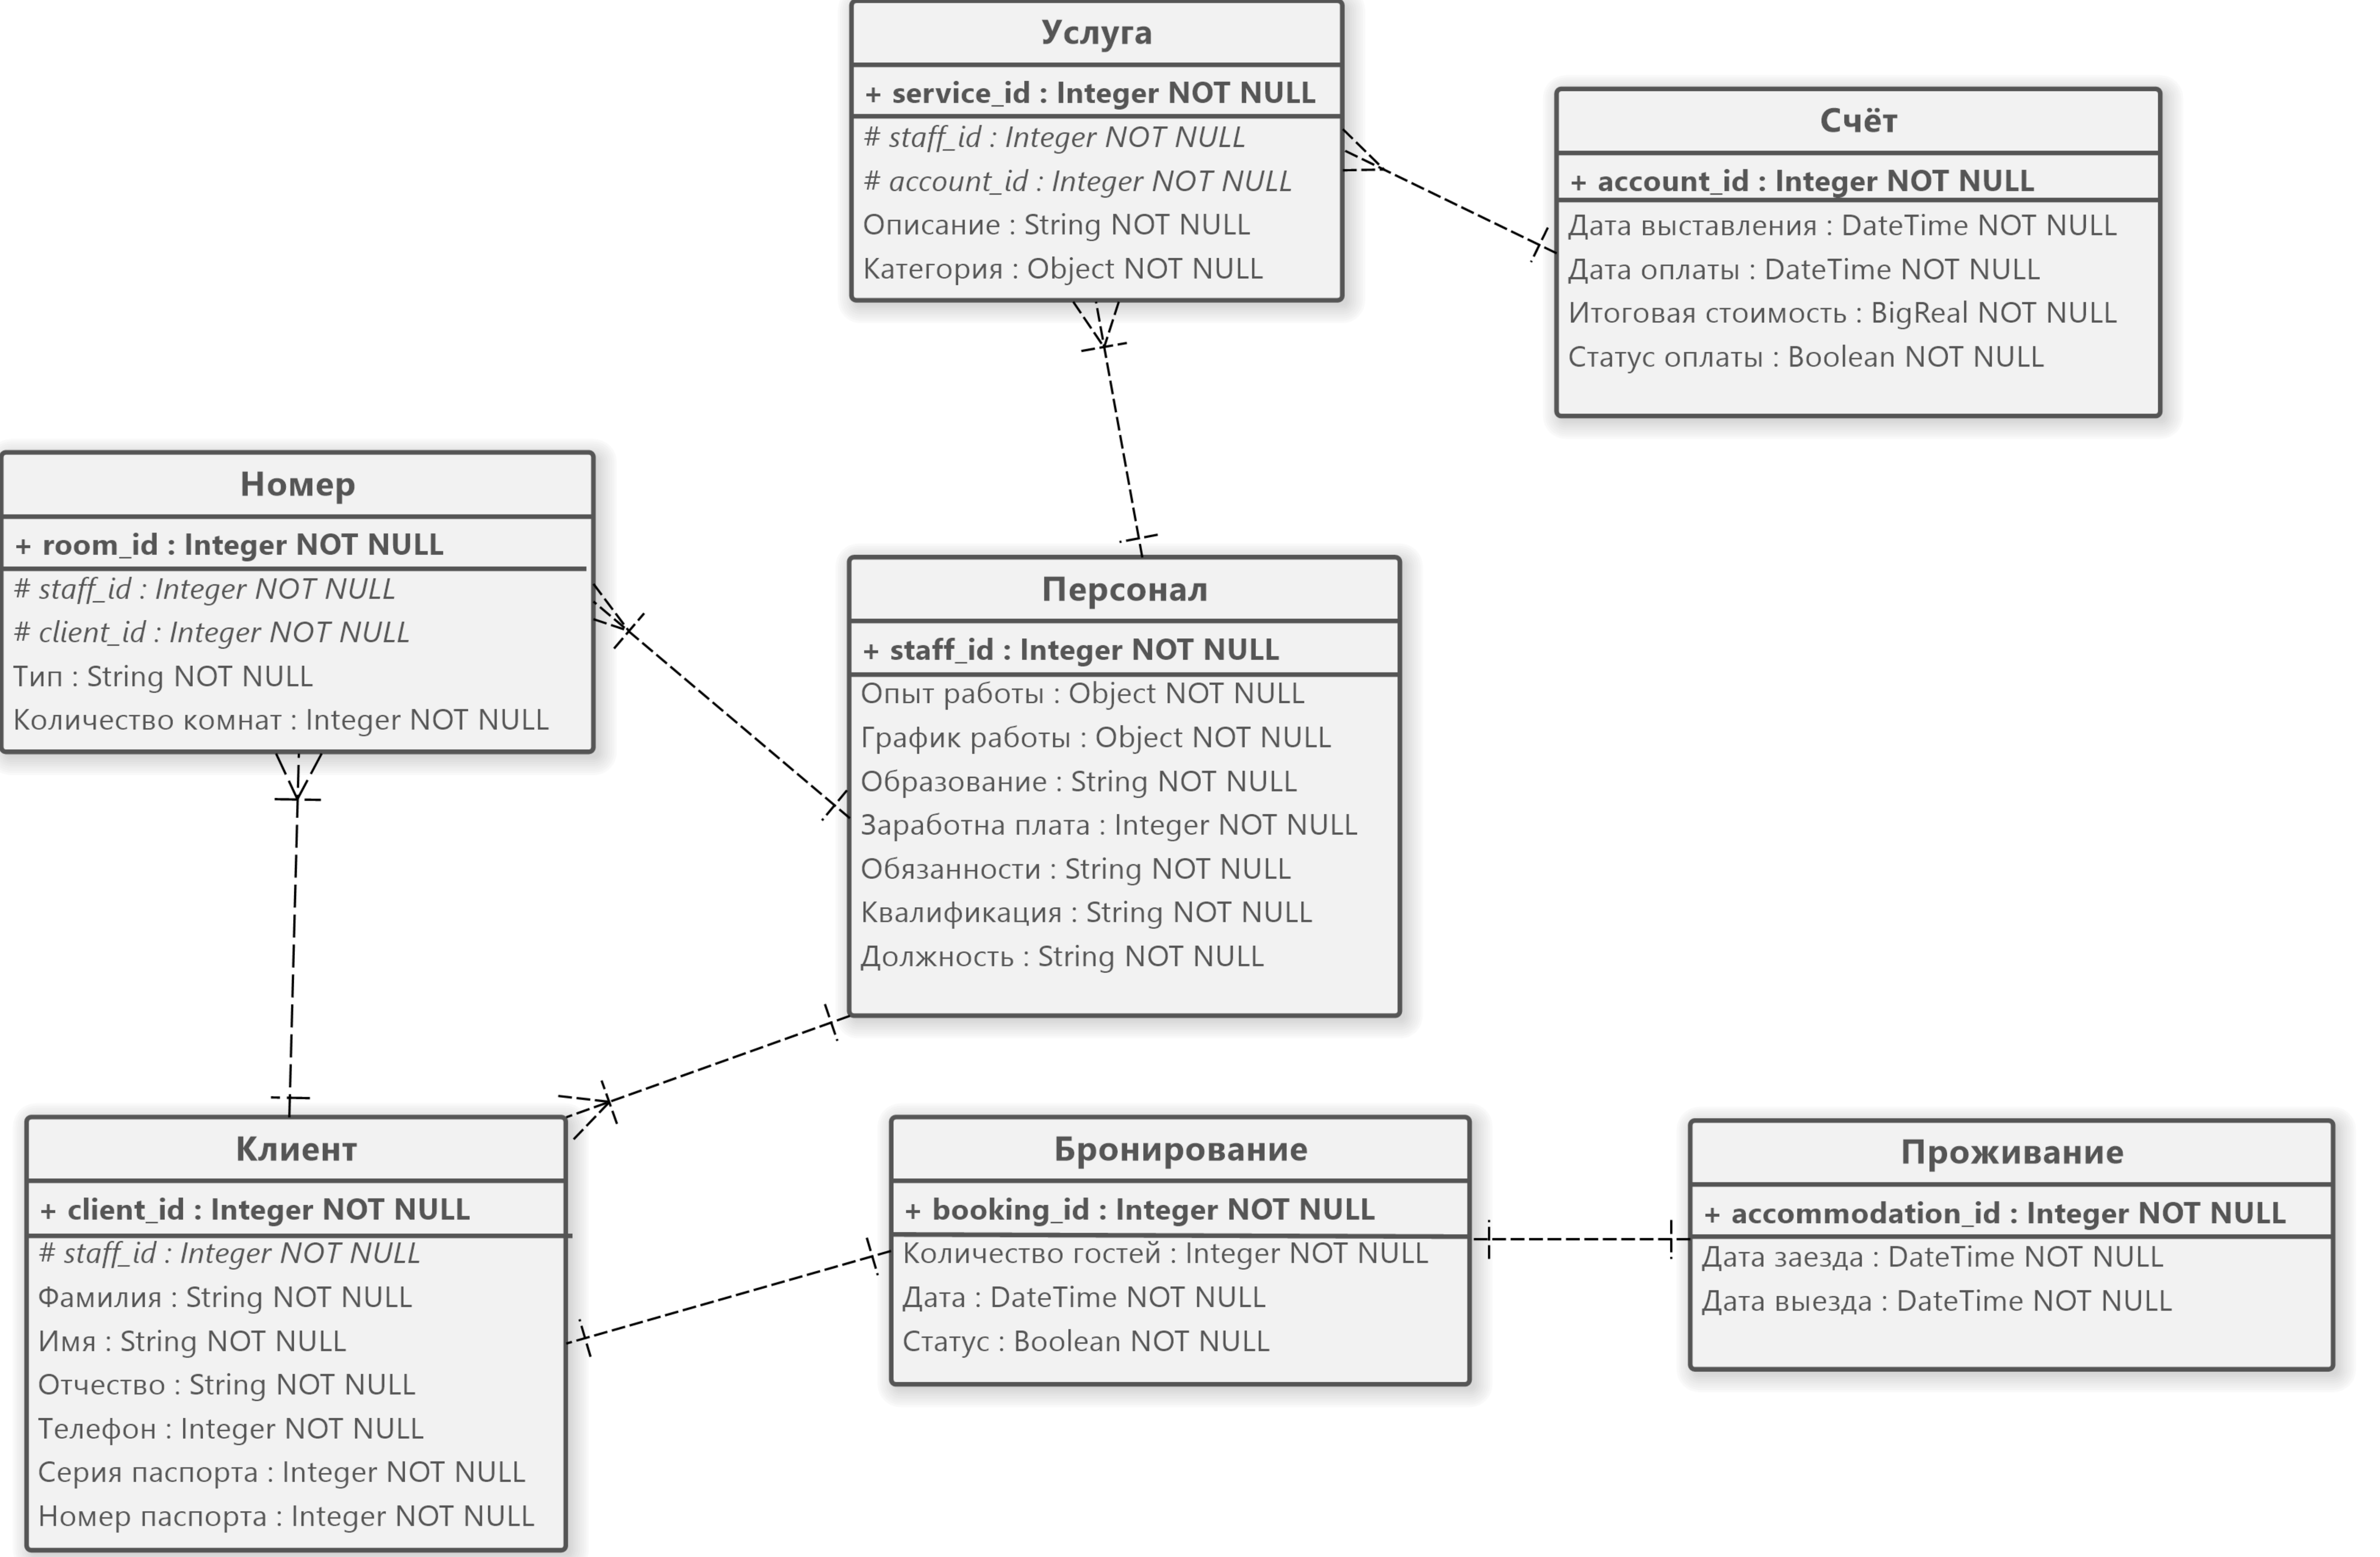 Услуга
+ service_id : Integer NOT NULL
# staff_id : Integer NOT NULL
# account_id : Integer NOT NULL
Описание : String NOT NULL
Категория : Object NOT NULL
Счёт
+ account_id : Integer NOT NULL
Дата выставления : DateTime NOT NULL
Дата оплаты : DateTime NOT NULL
Итоговая стоимость : BigReal NOT NULL
Статус оплаты : Boolean NOT NULL
Номер
+ room_id : Integer NOT NULL
# staff_id : Integer NOT NULL
# client_id : Integer NOT NULL
Тип : String NOT NULL
Количество комнат : Integer NOT NULL
Персонал
+ staff_id : Integer NOT NULL
Опыт работы : Object NOT NULL
График работы : Object NOT NULL
Образование : String NOT NULL
Заработна плата : Integer NOT NULL
Обязанности : String NOT NULL
Квалификация : String NOT NULL
Должность : String NOT NULL
Клиент
+ client_id : Integer NOT NULL
# staff_id : Integer NOT NULL
Фамилия : String NOT NULL
Имя : String NOT NULL
Отчество : String NOT NULL
Телефон : Integer NOT NULL
Серия паспорта : Integer NOT NULL
Номер паспорта : Integer NOT NULL
Бронирование
+ booking_id : Integer NOT NULL
Количество гостей : Integer NOT NULL
Дата : DateTime NOT NULL
Статус : Boolean NOT NULL
Проживание
+ accommodation_id : Integer NOT NULL
Дата заезда : DateTime NOT NULL
Дата выезда : DateTime NOT NULL